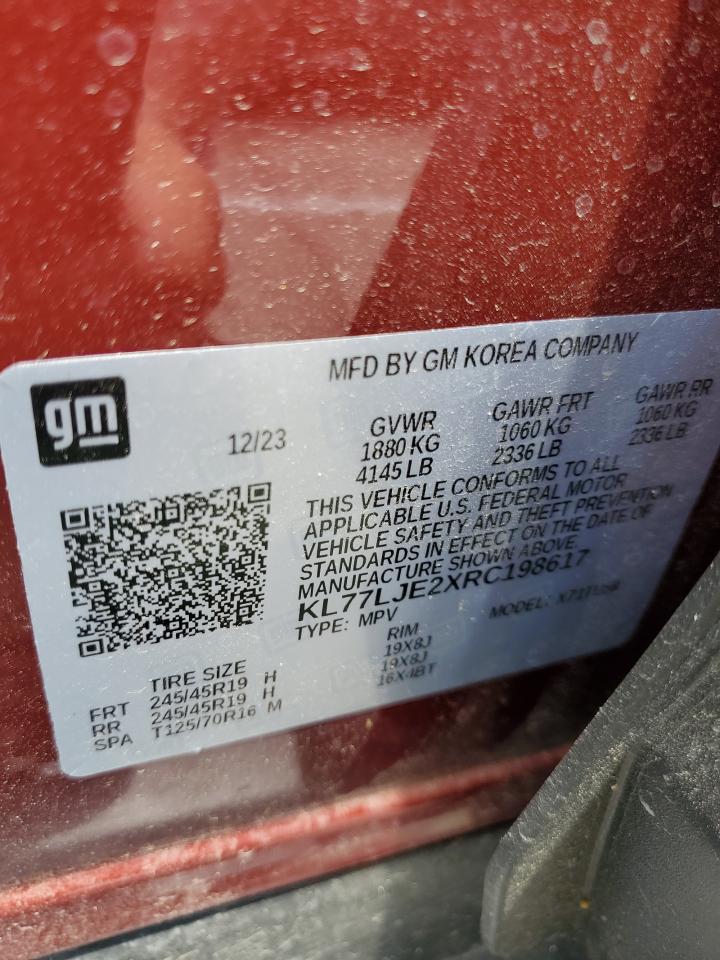 MFD BY GM KOREA COMPANY
gm
12/23
GVWR GAWR FRT GAWR RR
1880 KG 1060 KG 1060 KG
4145 LB 2336 LB 2336 LB
THIS VEHICLE CONFORMS TO ALL
APPLICABLE U.S. FEDERAL MOTOR
VEHICLE SAFETY AND THEFT PREVENTION
STANDARDS IN EFFECT ON THE DATE OF
MANUFACTURE SHOWN ABOVE.
KL77LJE2XRC198617
TYPE: MPV MODEL:
TIRE SIZE RIM
FRT 245/45R19 H 19X8J
RR 245/45R19 H 19X8J
SPA T125/70R16 M 16X4BT